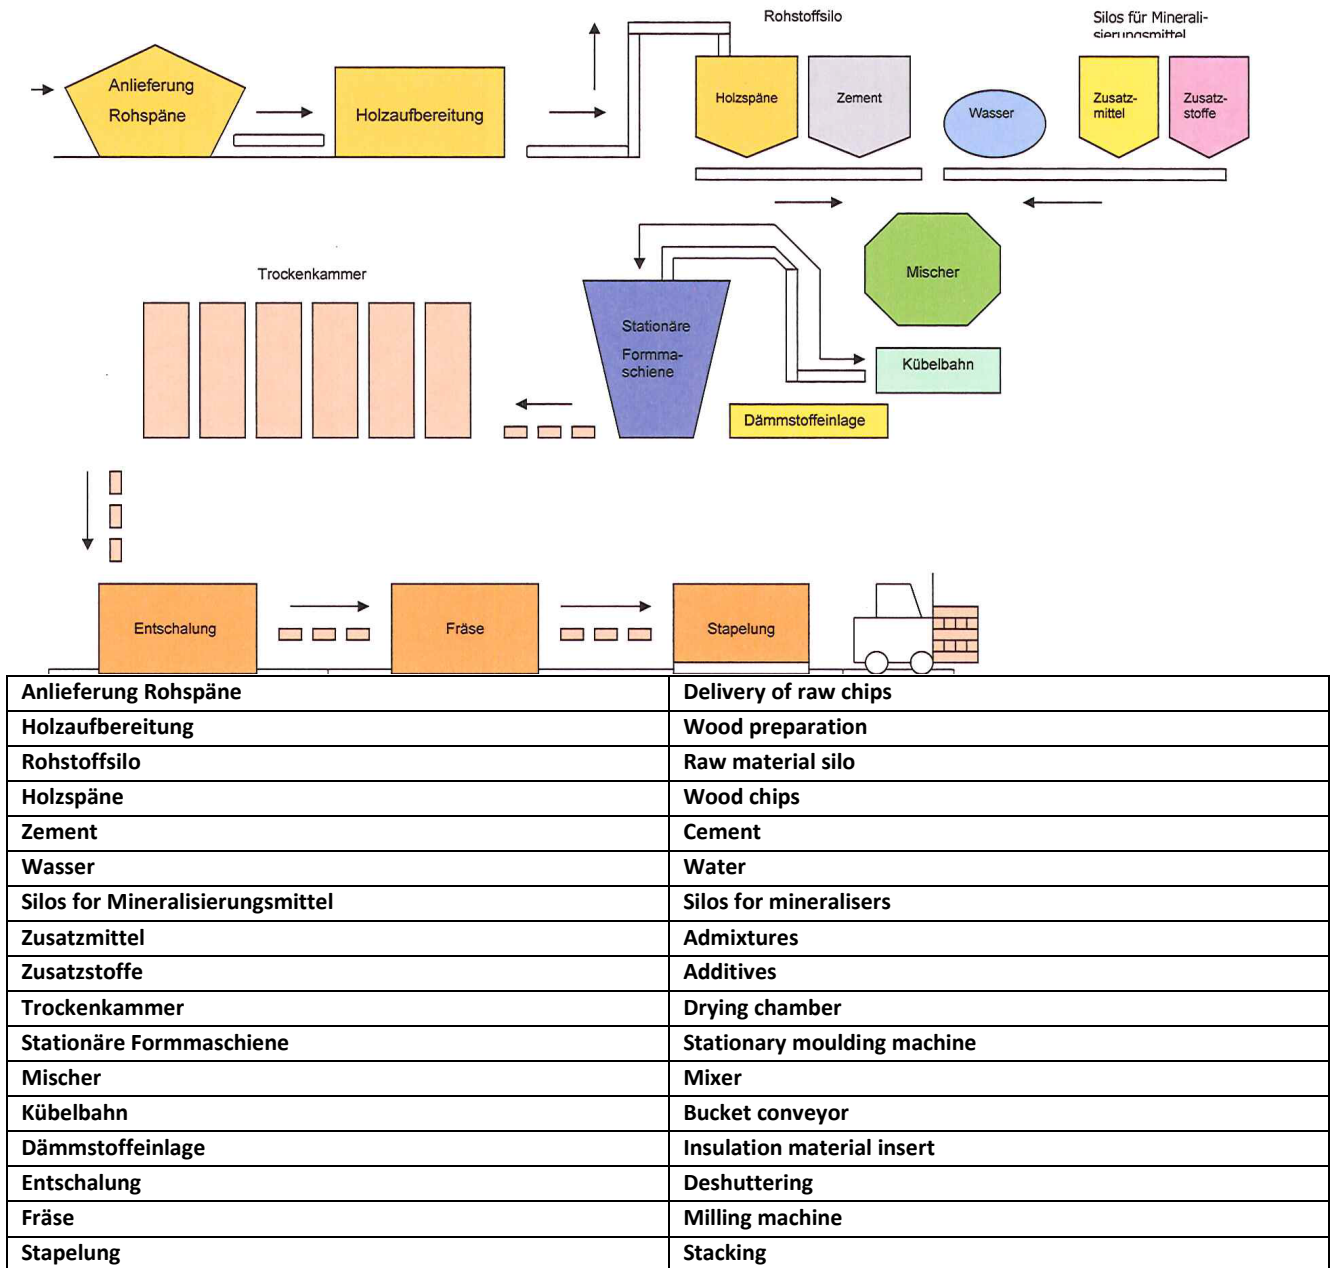 Rohstoffsilo
Silos für Minerali-
sierungsmittel
Anlieferung
Rohspäne
Holzaufbereitung
Holzspäne
Zement
Wasser
Zusatz-
mittel
Zusatz-
stoffe
Mischer
Trockenkammer
Stationäre
Formma-
schiene
Kübelbahn
Dämmstoffeinlage
Entschalung
Fräse
Stapelung
Anlieferung Rohspäne Delivery of raw chips
Holzaufbereitung Wood preparation
Rohstoffsilo Raw material silo
Holzspäne Wood chips
Zement Cement
Wasser Water
Silos for Mineralisierungsmittel Silos for mineralisers
Zusatzmittel Admixtures
Zusatzstoffe Additives
Trockenkammer Drying chamber
Stationäre Formmaschiene Stationary moulding machine
Mischer Mixer
Kübelbahn Bucket conveyor
Dämmstoffeinlage Insulation material insert
Entschalung Deshuttering
Fräse Milling machine
Stapelung Stacking